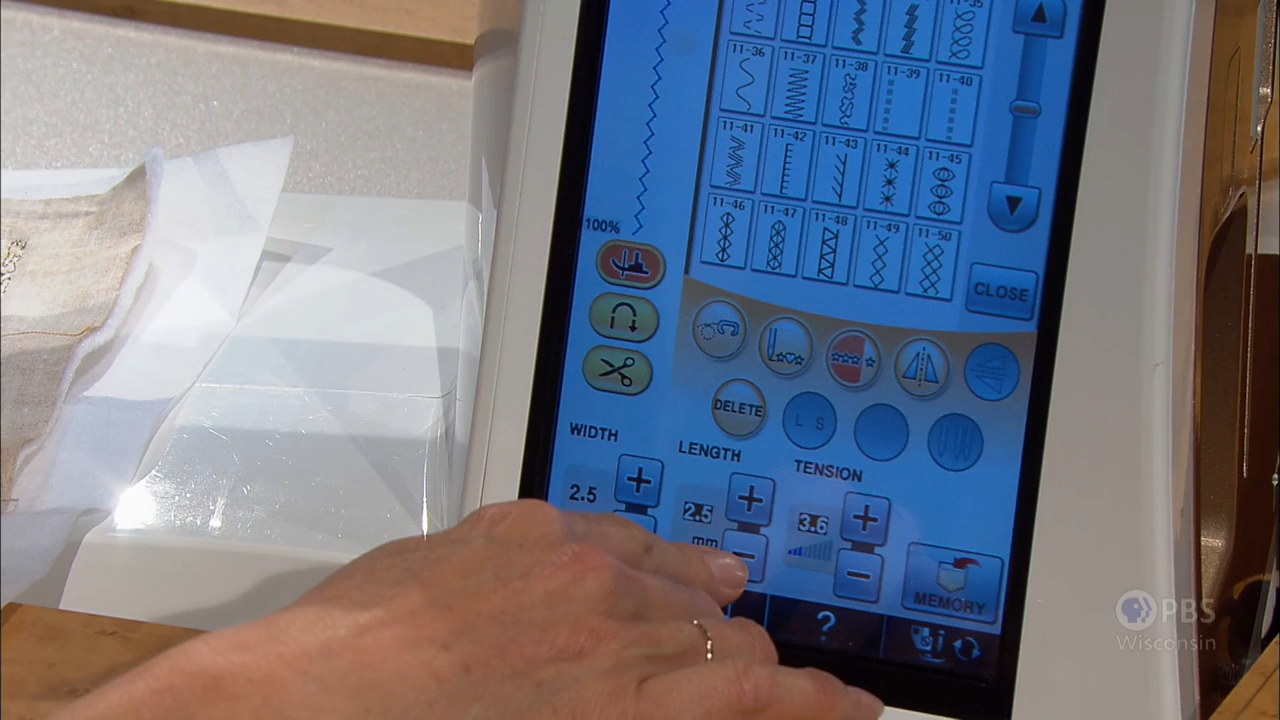 11-35
11-36
11-37
11-38
11-39
11-40
11-41
11-42
11-43
11-44
11-45
11-46
11-47
11-48
11-49
11-50
100%
CLOSE
DELETE
L S
WIDTH
LENGTH
TENSION
2.5
+
2.5
mm
+
-
3.6
+
-
MEMORY
?
i
PBS
Wisconsin